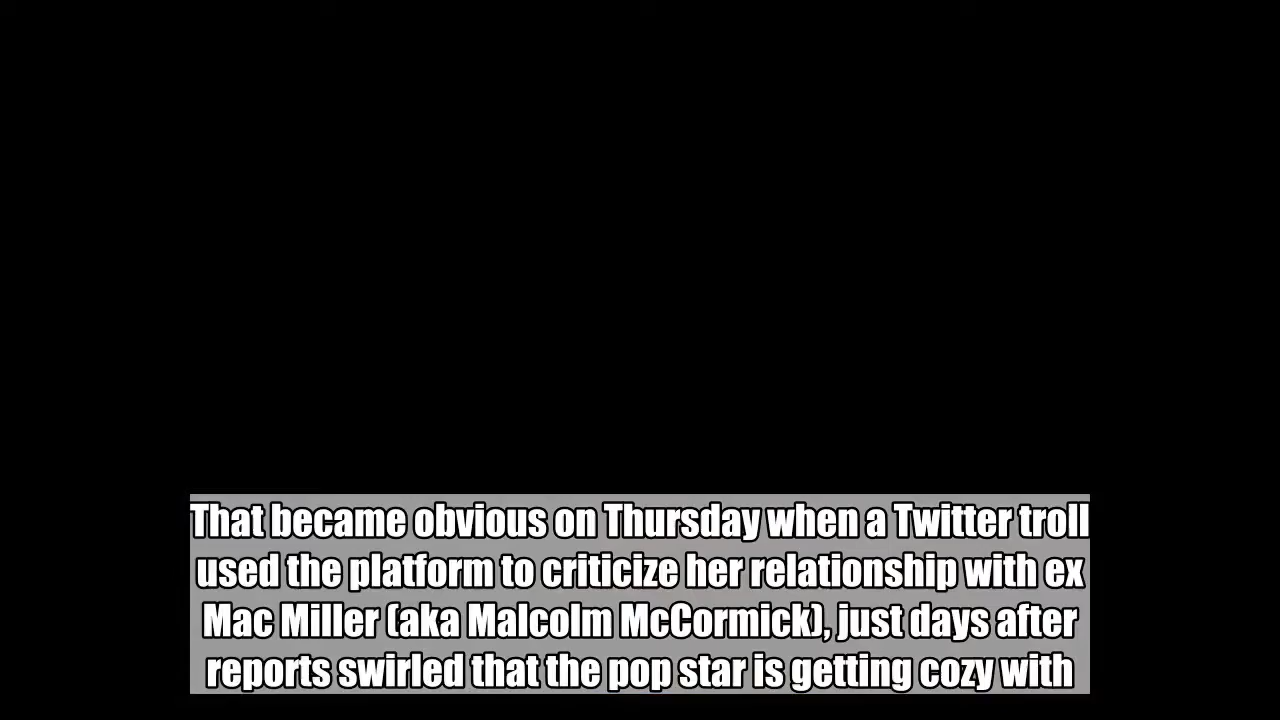 That became obvious on Thursday when a Twitter troll
used the platform to criticize her relationship with ex
Mac Miller (aka Malcolm McCormick), just days after
reports swirled that the pop star is getting cozy with